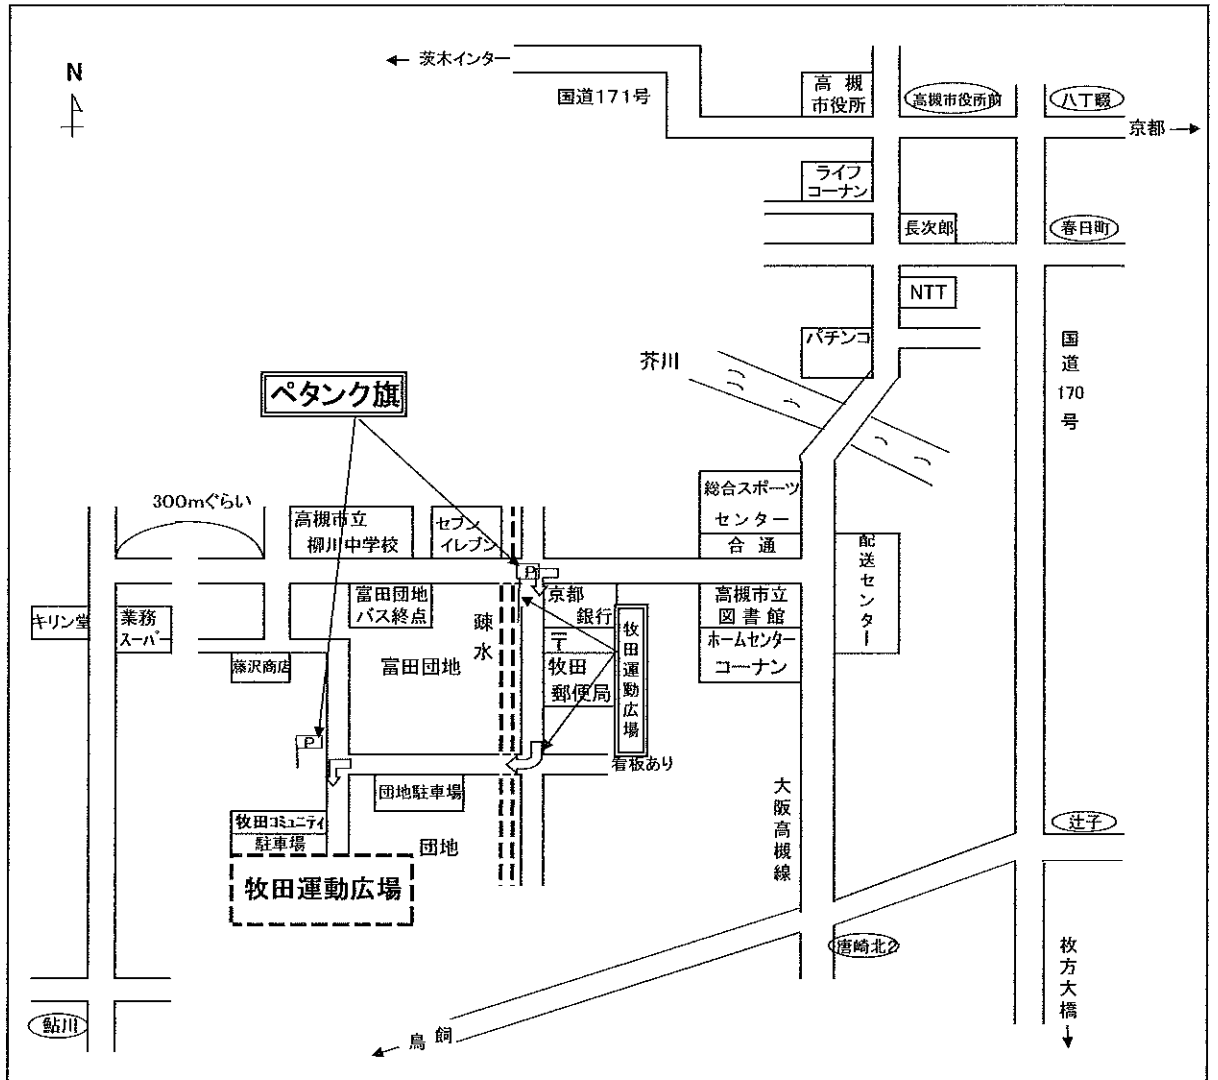 N
← 茨木インター
国道171号
高槻
市役所
高槻市役所前
八丁畷
京都 →
ライフ
コーナン
長次郎
春日町
NTT
パチンコ
芥川
国道170号
ペタンク旗
300mぐらい
高槻市立
柳川中学校
セブン
イレブン
総合スポーツ
センター
合通
配送センター
P
富田団地
バス終点
疎水
京都
銀行
高槻市立
図書館
キリン堂
業務
スーパー
〒
牧田
郵便局
牧田運動広場
ホームセンター
コーナン
藤沢商店
富田団地
P
看板あり
団地駐車場
大阪高槻線
牧田コミュニティ
駐車場
団地
辻子
牧田運動広場
唐崎北2
枚方大橋
鮎川
鳥飼